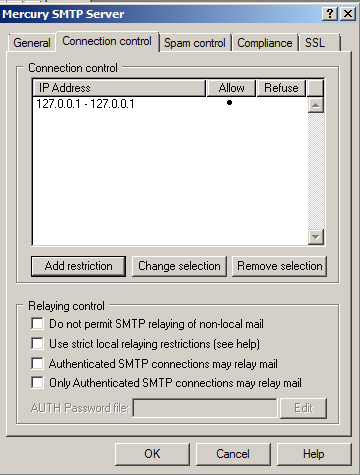 Mercury SMTP Server
General
Connection control
Spam control
Compliance
SSL
Connection control
IP Address Allow Refuse
127.0.0.1 - 127.0.0.1
Add restriction Change selection Remove selection
Relaying control
Do not permit SMTP relaying of non-local mail
Use strict local relaying restrictions (see help)
Authenticated SMTP connections may relay mail
Only Authenticated SMTP connections may relay mail
AUTH Password file: Edit
OK Cancel Help